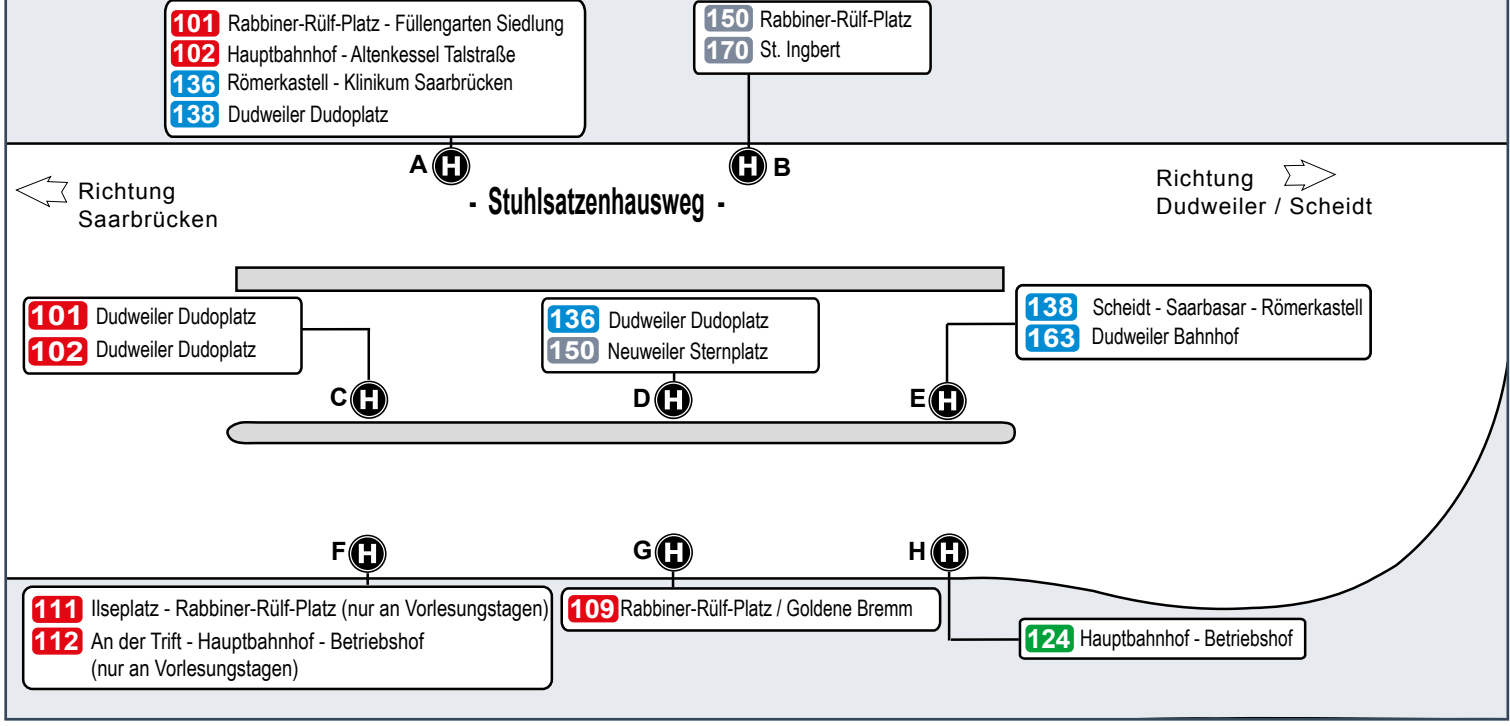 101 Rabbiner-Rülf-Platz - Füllengarten Siedlung
102 Hauptbahnhof - Altenkessel Talstraße
136 Römerkastell - Klinikum Saarbrücken
138 Dudweiler Dudoplatz
150 Rabbiner-Rülf-Platz
170 St. Ingbert
A H
H B
Richtung
Saarbrücken
- Stuhlsatzenhausweg -
Richtung
Dudweiler / Scheidt
101 Dudweiler Dudoplatz
102 Dudweiler Dudoplatz
136 Dudweiler Dudoplatz
150 Neuweiler Sternplatz
138 Scheidt - Saarbasar - Römerkastell
163 Dudweiler Bahnhof
C H
D H
E H
F H
G H
H H
111 Ilseplatz - Rabbiner-Rülf-Platz (nur an Vorlesungstagen)
112 An der Trift - Hauptbahnhof - Betriebshof
(nur an Vorlesungstagen)
109 Rabbiner-Rülf-Platz / Goldene Bremm
124 Hauptbahnhof - Betriebshof